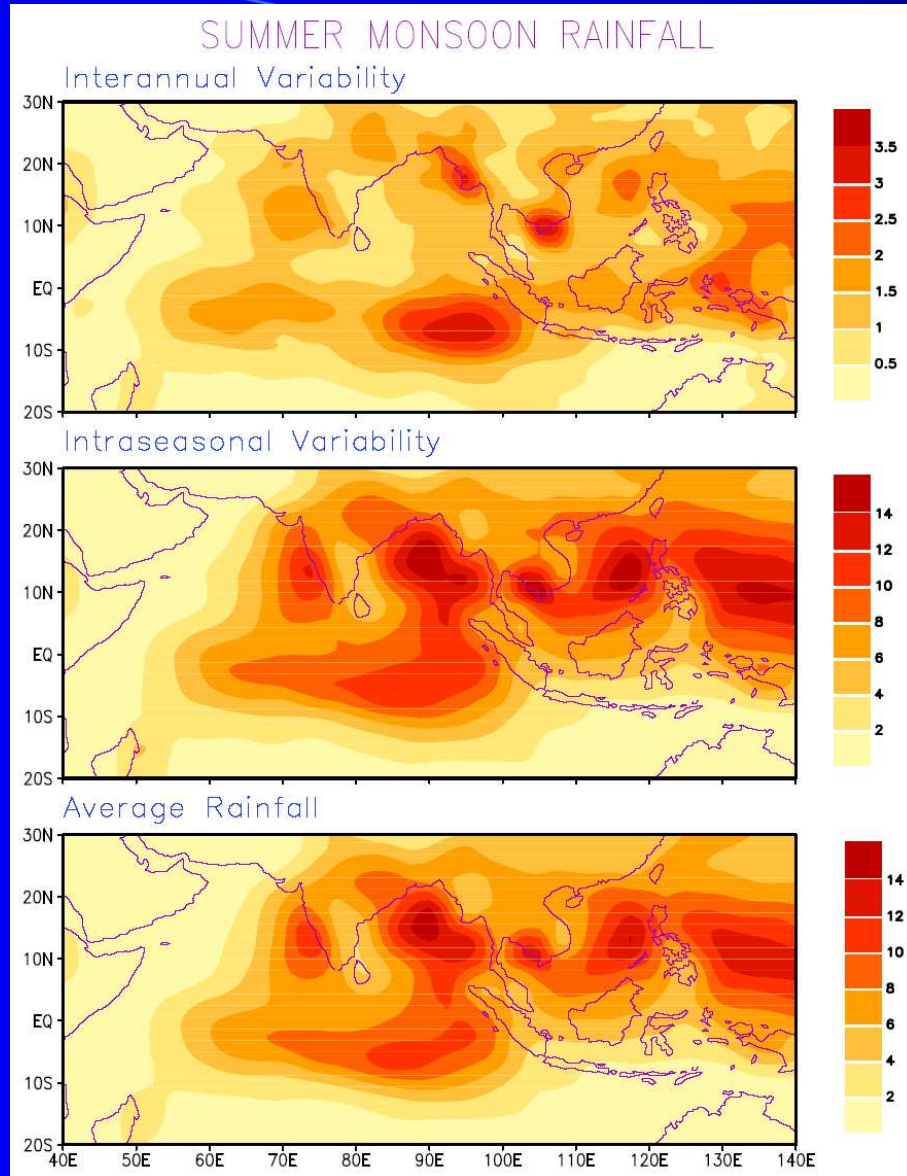 SUMMER MONSOON RAINFALL
Interannual Variability
30N
20N
10N
EQ
10S
20S
3.5
3
2.5
2
1.5
1
0.5
Intraseasonal Variability
30N
20N
10N
EQ
10S
20S
14
12
10
8
6
4
2
Average Rainfall
30N
20N
10N
EQ
10S
20S
14
12
10
8
6
4
2
40E 50E 60E 70E 80E 90E 100E 110E 120E 130E 140E